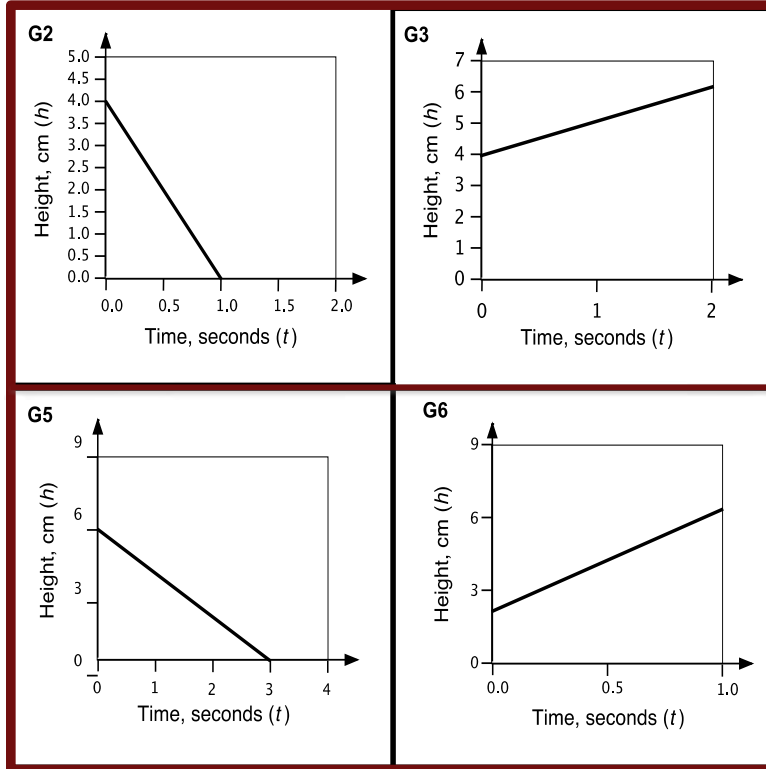 G2
5.0
4.5
4.0
3.5
3.0
2.5
2.0
1.5
1.0
0.5
0.0
Height, cm (h)
0.0 0.5 1.0 1.5 2.0
Time, seconds (t)
G3
7
6
5
4
3
2
1
0
Height, cm (h)
0 1 2
Time, seconds (t)
G5
9
6
3
0
Height, cm (h)
0 1 2 3 4
Time, seconds (t)
G6
9
6
3
0
Height, cm (h)
0.0 0.5 1.0
Time, seconds (t)